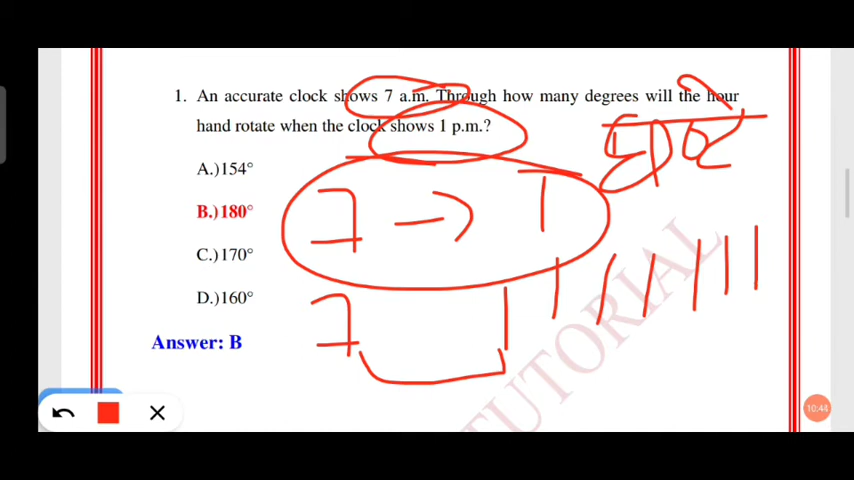 1. An accurate clock shows 7 a.m. Through how many degrees will the hour
hand rotate when the clock shows 1 p.m.?
A.)154°
B.)180°
C.)170°
D.)160°
Answer: B
7 → 1
7 1
TUTORIAL
10:48